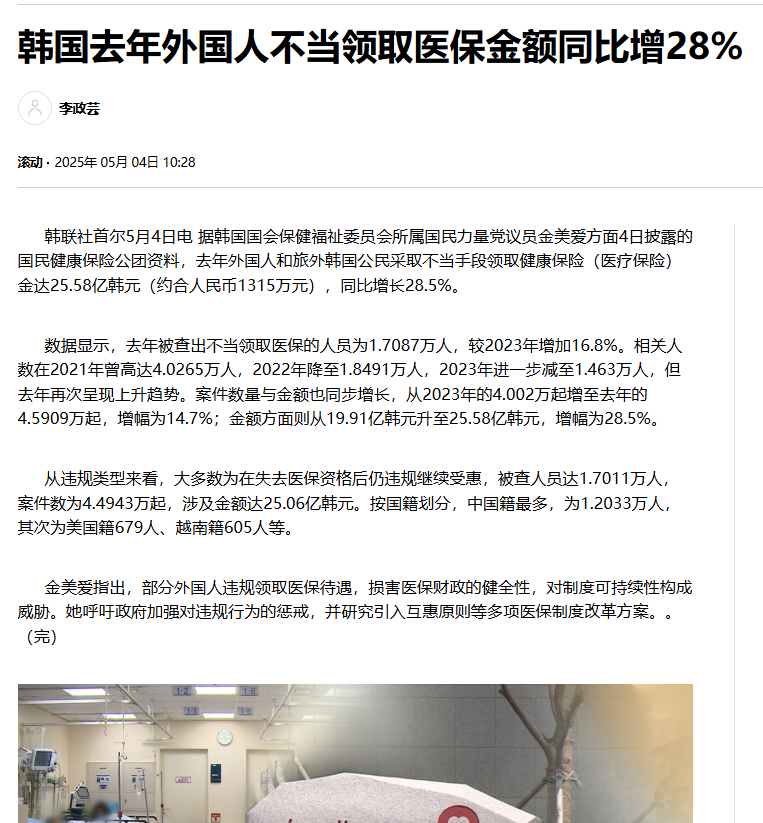 韩国去年外国人不当领取医保金额同比增28%
李政芸
滚动 · 2025年 05月 04日 10:28
韩联社首尔5月4日电 据韩国国会保健福祉委员会所属国民力量党议员金美爱方面4日披露的
国民健康保险公团资料，去年外国人和旅外韩国公民采取不当手段领取健康保险（医疗保险）
金达25.58亿韩元（约合人民币1315万元），同比增长28.5%。
数据显示，去年被查出不当领取医保的人员为1.7087万人，较2023年增加16.8%。相关人
数在2021年曾高达4.0265万人，2022年降至1.8491万人，2023年进一步减至1.463万人，但
去年再次呈现上升趋势。案件数量与金额也同步增长，从2023年的4.002万起增至去年的
4.5909万起，增幅为14.7%；金额方面则从19.91亿韩元升至25.58亿韩元，增幅为28.5%。
从违规类型来看，大多数为在失去医保资格后仍违规继续受惠，被查人员达1.7011万人，
案件数为4.4943万起，涉及金额达25.06亿韩元。按国籍划分，中国籍最多，为1.2033万人，
其次为美国籍679人、越南籍605人等。
金美爱指出，部分外国人违规领取医保待遇，损害医保财政的健全性，对制度可持续性构成
威胁。她呼吁政府加强对违规行为的惩戒，并研究引入互惠原则等多项医保制度改革方案。。
（完）
1-2
1-6
1-3
1-5